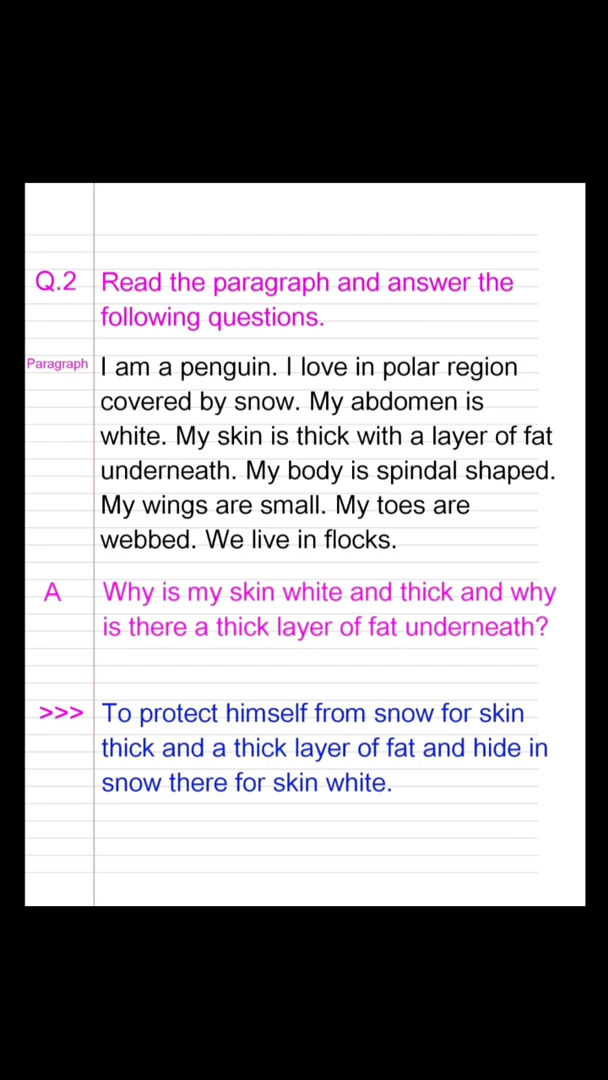 Q.2 Read the paragraph and answer the
following questions.
Paragraph I am a penguin. I love in polar region
covered by snow. My abdomen is
white. My skin is thick with a layer of fat
underneath. My body is spindal shaped.
My wings are small. My toes are
webbed. We live in flocks.
A Why is my skin white and thick and why
is there a thick layer of fat underneath?
>>> To protect himself from snow for skin
thick and a thick layer of fat and hide in
snow there for skin white.